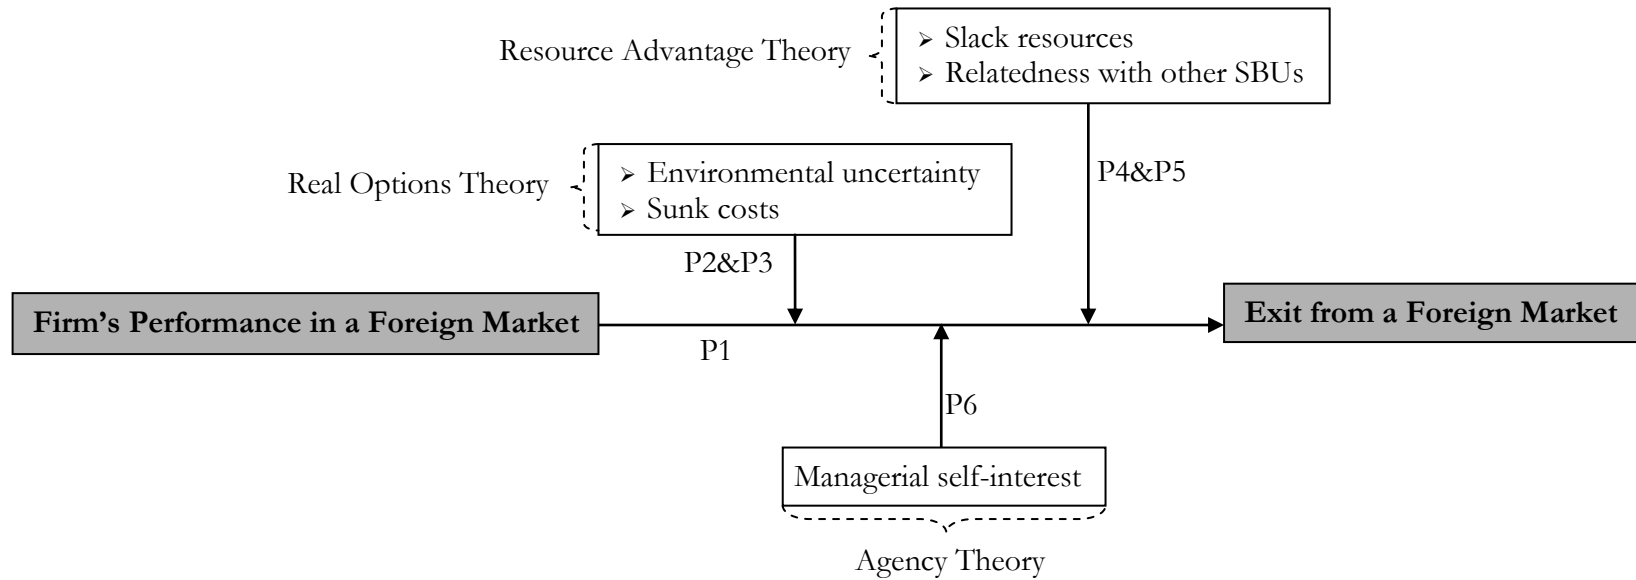 Resource Advantage Theory
➢ Slack resources
➢ Relatedness with other SBUs
Real Options Theory
➢ Environmental uncertainty
➢ Sunk costs
P4&P5
P2&P3
Firm’s Performance in a Foreign Market
Exit from a Foreign Market
P1
P6
Managerial self-interest
Agency Theory